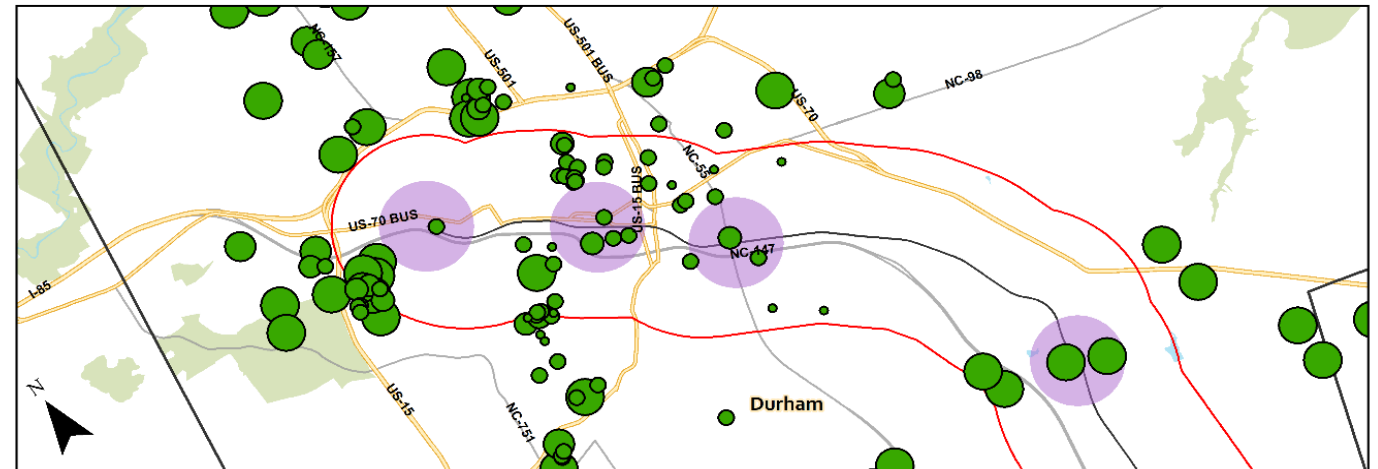 NC-157
US-501
US-501 BUS
NC-98
US-70
NC-55
US-15 BUS
US-70 BUS
NC-147
I-85
N
US-15
NC-751
Durham